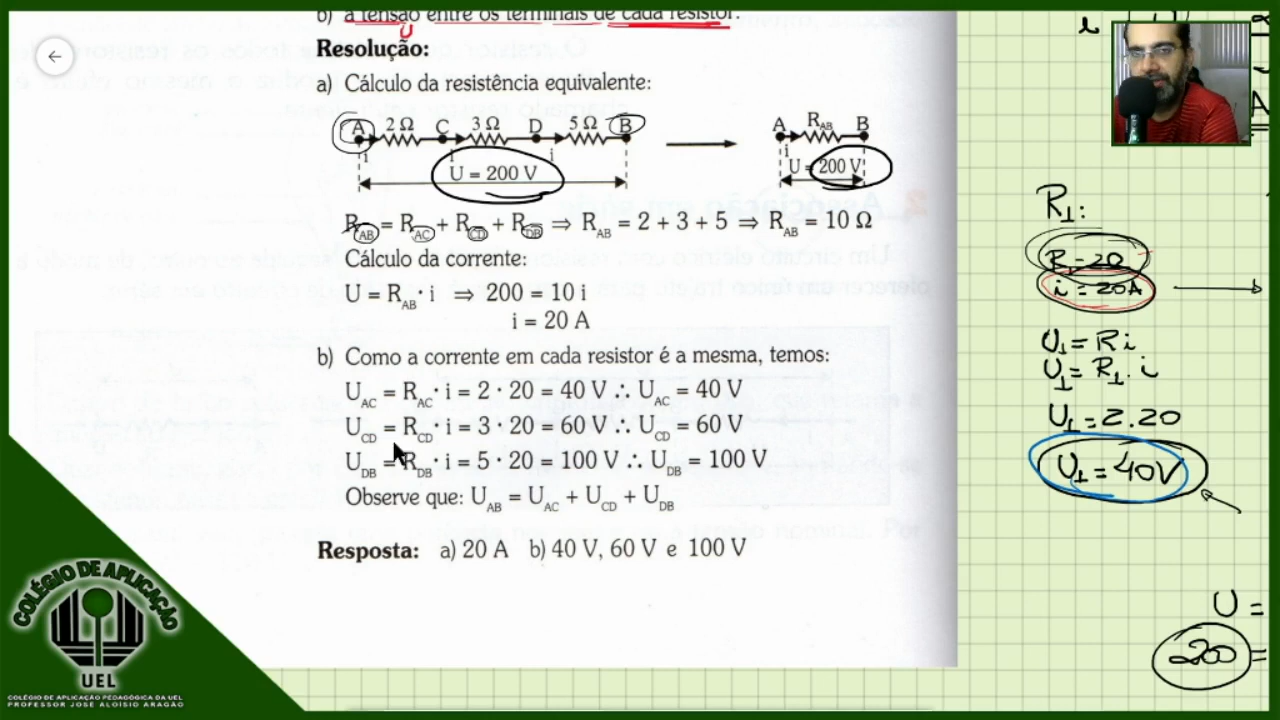 b) a tensão entre os terminais de cada resistor.
U
Resolução:
a) Cálculo da resistência equivalente:
A 2 Ω C 3 Ω D 5 Ω B
i i i
U = 200 V
A R_AB B
i
U = 200 V
R_AB = R_AC + R_CD + R_DB ⇒ R_AB = 2 + 3 + 5 ⇒ R_AB = 10 Ω
Cálculo da corrente:
U = R_AB · i ⇒ 200 = 10 i
i = 20 A
b) Como a corrente em cada resistor é a mesma, temos:
U_AC = R_AC · i = 2 · 20 = 40 V ∴ U_AC = 40 V
U_CD = R_CD · i = 3 · 20 = 60 V ∴ U_CD = 60 V
U_DB = R_DB · i = 5 · 20 = 100 V ∴ U_DB = 100 V
Observe que: U_AB = U_AC + U_CD + U_DB
Resposta: a) 20 A b) 40 V, 60 V e 100 V
i
R1:
i = 20A
U1 = Ri
U1 = R1. i
U1 = 2.20
U1 = 40V
U =
200 =
COLÉGIO DE APLICAÇÃO
UEL
COLÉGIO DE APLICAÇÃO PEDAGÓGICA DA UEL
PROFESSOR JOSÉ ALOÍSIO ARAGÃO